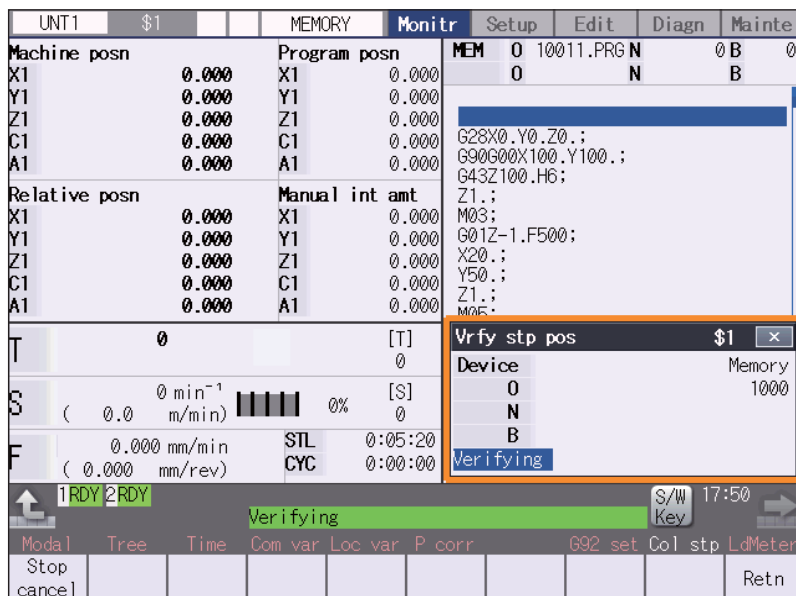 UNT1 $1 MEMORY Monitr Setup Edit Diagn Mainte
Machine posn
X1 0.000
Y1 0.000
Z1 0.000
C1 0.000
A1 0.000
Program posn
X1 0.000
Y1 0.000
Z1 0.000
C1 0.000
A1 0.000
MEM O 10011.PRG N 0 B 0
O N B
G28X0.Y0.Z0.;
G90G00X100.Y100.;
G43Z100.H6;
Z1.;
M03;
G01Z-1.F500;
X20.;
Y50.;
Z1.;
M05;
Relative posn
X1 0.000
Y1 0.000
Z1 0.000
C1 0.000
A1 0.000
Manual int amt
X1 0.000
Y1 0.000
Z1 0.000
C1 0.000
A1 0.000
T 0 [T]
0
S 0 min⁻¹ 0% [S]
( 0.0 m/min) 0
F 0.000 mm/min
( 0.000 mm/rev)
STL 0:05:20
CYC 0:00:00
Vrfy stp pos $1 ×
Device Memory
O 1000
N
B
Verifying
1RDY 2RDY
S/W Key 17:50
Verifying
Modal Tree Time Com var Loc var P corr G92 set Col stp LdMeter
Stop
cancel
Retn